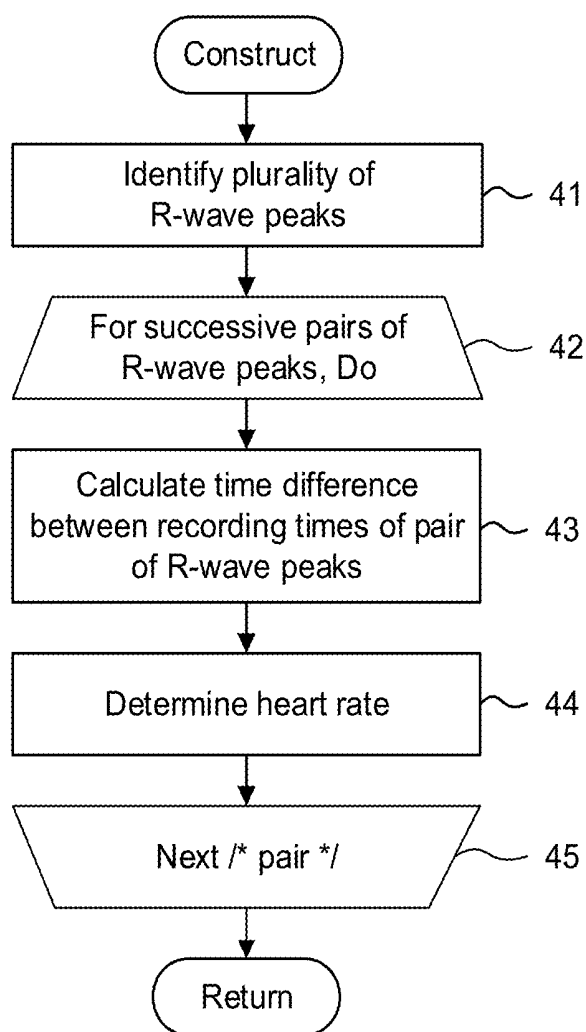 Construct
Identify plurality of
R-wave peaks
41
For successive pairs of
R-wave peaks, Do
42
Calculate time difference
between recording times of pair
of R-wave peaks
43
Determine heart rate
44
Next /* pair */
45
Return